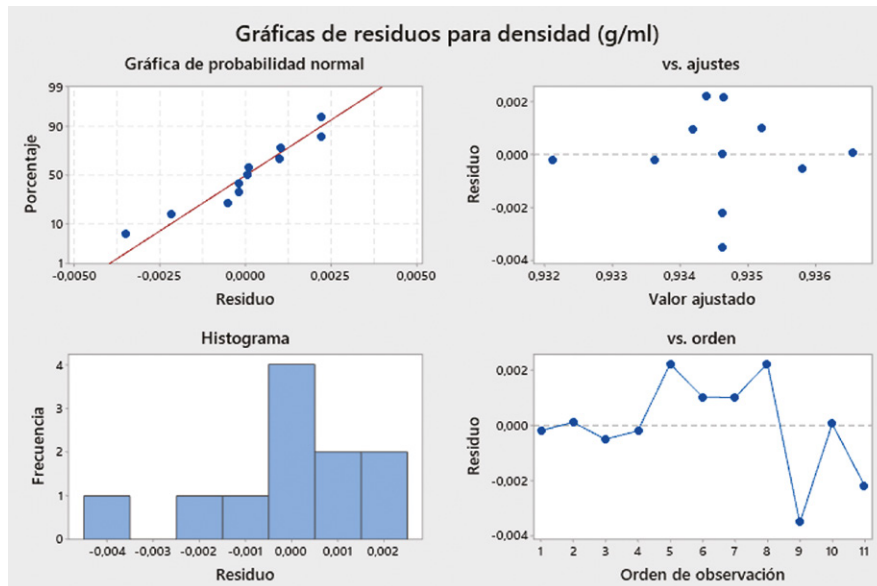 Gráficas de residuos para densidad (g/ml)
Gráfica de probabilidad normal
Porcentaje
99
90
50
10
1
-0,0050 -0,0025 0,0000 0,0025 0,0050
Residuo
vs. ajustes
Residuo
0,002
0,000
-0,002
-0,004
0,932 0,933 0,934 0,935 0,936
Valor ajustado
Histograma
Frecuencia
4
3
2
1
0
-0,004 -0,003 -0,002 -0,001 0,000 0,001 0,002
Residuo
vs. orden
Residuo
0,002
0,000
-0,002
-0,004
1 2 3 4 5 6 7 8 9 10 11
Orden de observación